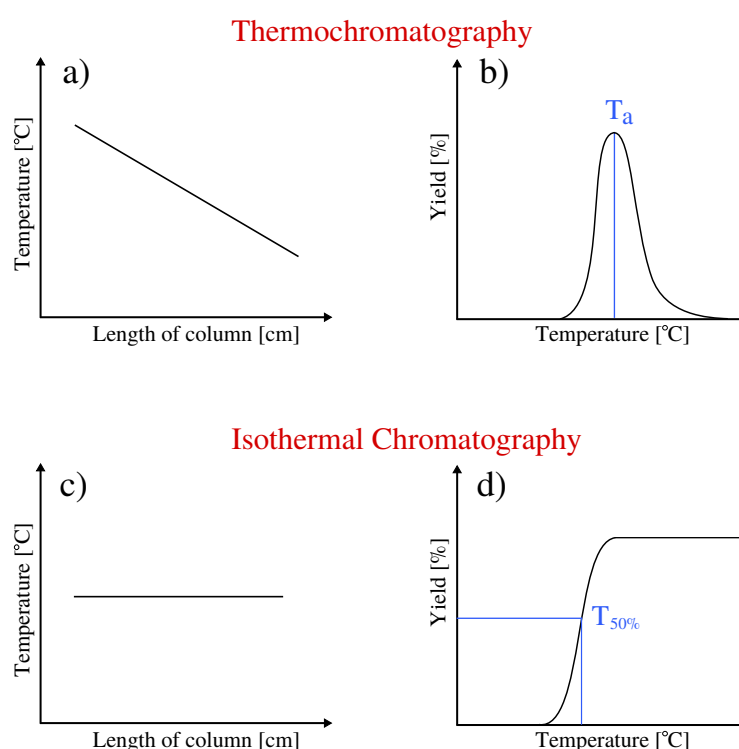 Thermochromatography
a)
Temperature [°C]
Length of column [cm]
b)
Ta
Yield [%]
Temperature [°C]
Isothermal Chromatography
c)
Temperature [°C]
Length of column [cm]
d)
T50%
Yield [%]
Temperature [°C]